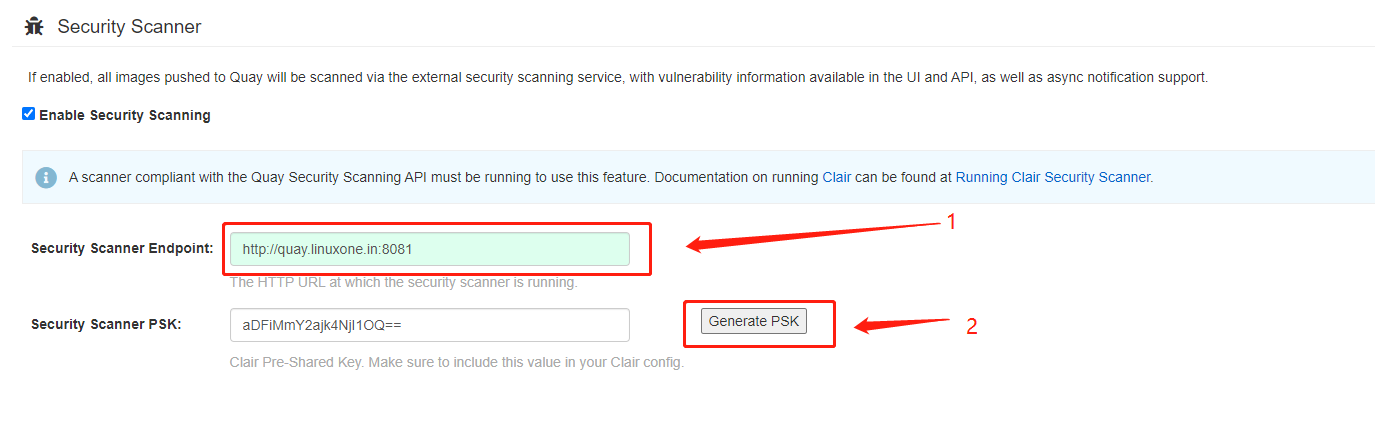 Security Scanner
If enabled, all images pushed to Quay will be scanned via the external security scanning service, with vulnerability information available in the UI and API, as well as async notification support.
Enable Security Scanning
A scanner compliant with the Quay Security Scanning API must be running to use this feature. Documentation on running Clair can be found at Running Clair Security Scanner.
1
Security Scanner Endpoint: http://quay.linuxone.in:8081
The HTTP URL at which the security scanner is running.
Security Scanner PSK: aDFiMmY2ajk4NjI1OQ== Generate PSK 2
Clair Pre-Shared Key. Make sure to include this value in your Clair config.